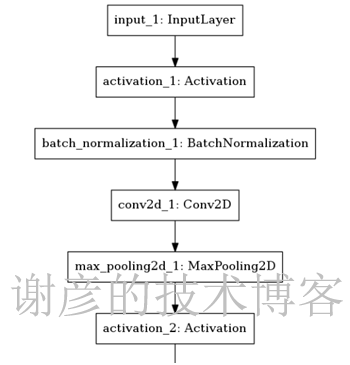 input_1: InputLayer
activation_1: Activation
batch_normalization_1: BatchNormalization
conv2d_1: Conv2D
max_pooling2d_1: MaxPooling2D
谢彦的技术博客
activation_2: Activation